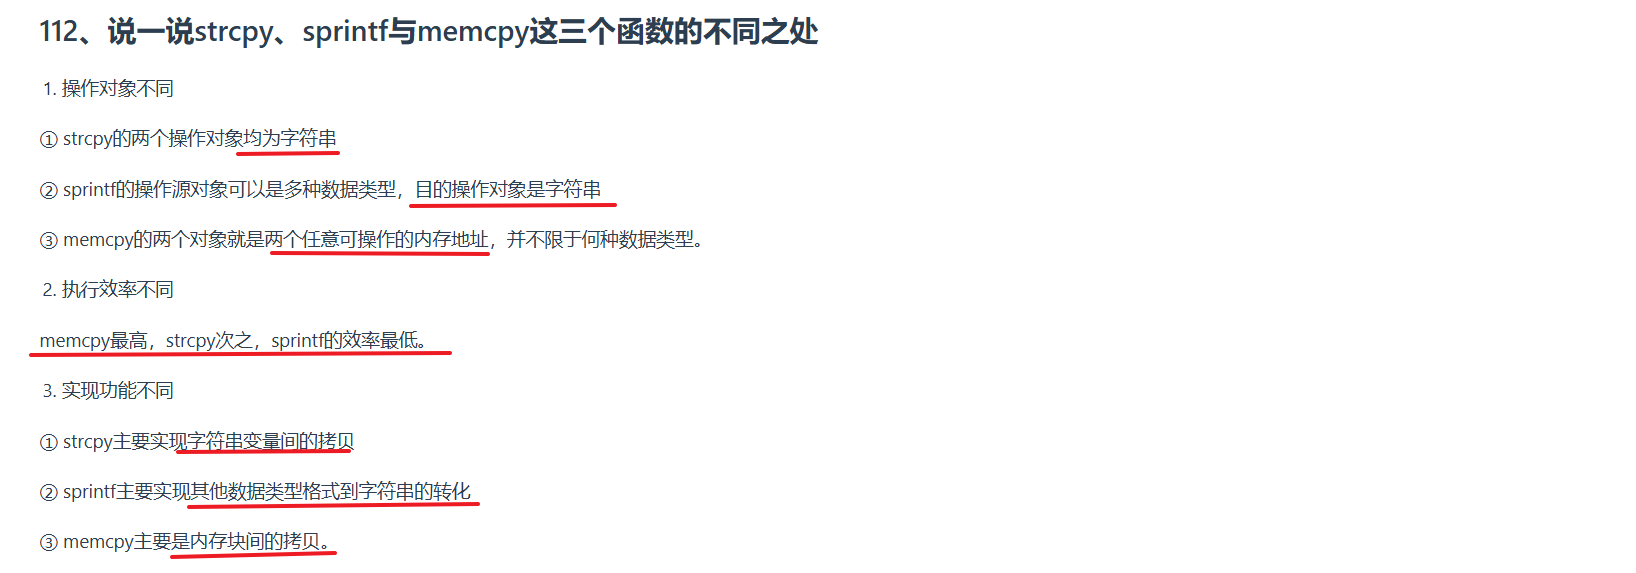 112、说一说strcpy、sprintf与memcpy这三个函数的不同之处
1. 操作对象不同
① strcpy的两个操作对象均为字符串
② sprintf的操作源对象可以是多种数据类型，目的操作对象是字符串
③ memcpy的两个对象就是两个任意可操作的内存地址，并不限于何种数据类型。
2. 执行效率不同
memcpy最高，strcpy次之，sprintf的效率最低。
3. 实现功能不同
① strcpy主要实现字符串变量间的拷贝
② sprintf主要实现其他数据类型格式到字符串的转化
③ memcpy主要是内存块间的拷贝。